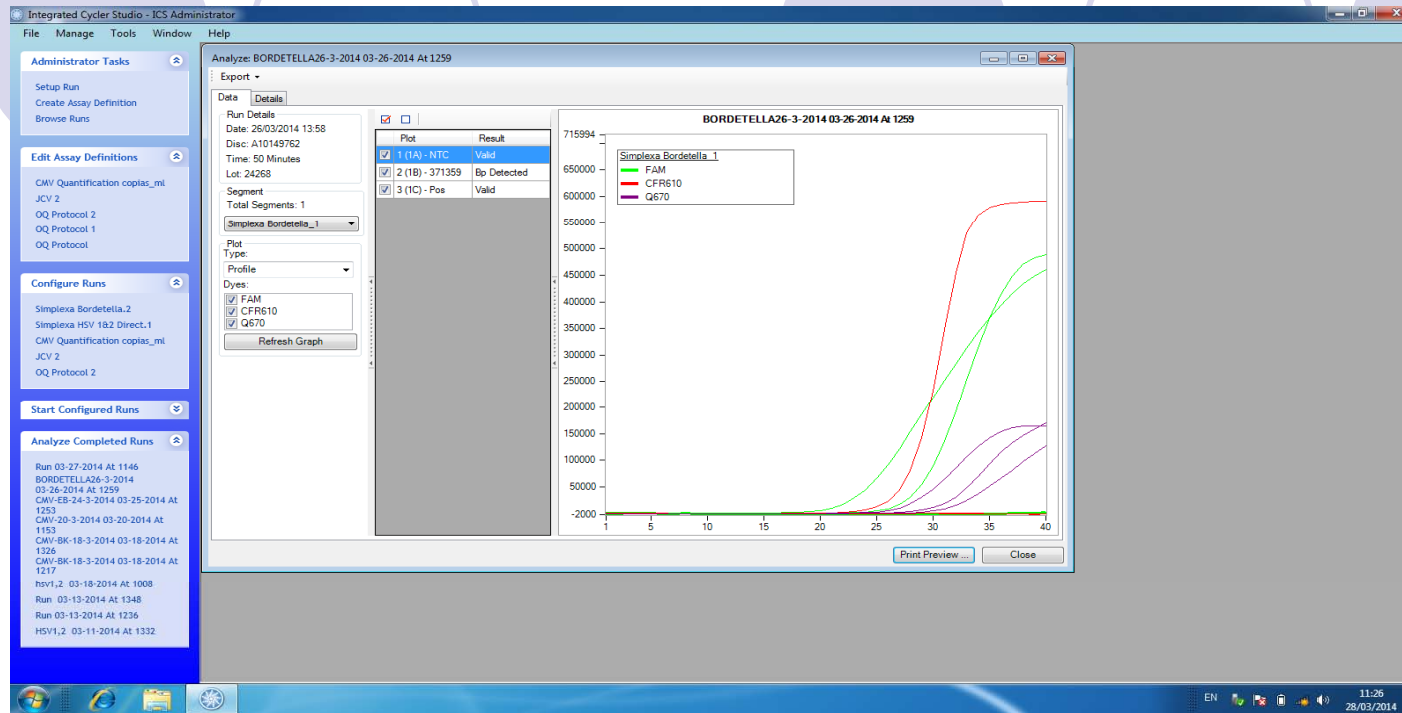 Integrated Cycler Studio - ICS Administrator
File Manage Tools Window Help
Administrator Tasks
Setup Run
Create Assay Definition
Browse Runs
Edit Assay Definitions
CMV Quantification copias_ml
JCV 2
OQ Protocol 2
OQ Protocol 1
OQ Protocol
Configure Runs
Simplexa Bordetella.2
Simplexa HSV 1&2 Direct.1
CMV Quantification copias_ml
JCV 2
OQ Protocol 2
Start Configured Runs
Analyze Completed Runs
Run 03-27-2014 At 1146
BORDETELLA26-3-2014
03-26-2014 At 1259
CMV-EB-24-3-2014 03-25-2014 At
1253
CMV-20-3-2014 03-20-2014 At
1153
CMV-BK-18-3-2014 03-18-2014 At
1326
CMV-BK-18-3-2014 03-18-2014 At
1217
hsv1,2 03-18-2014 At 1008
Run 03-13-2014 At 1348
Run 03-13-2014 At 1236
HSV1,2 03-11-2014 At 1332
Analyze: BORDETELLA26-3-2014 03-26-2014 At 1259
Export
Data Details
Run Details
Date: 26/03/2014 13:58
Disc: A10149762
Time: 50 Minutes
Lot: 24268
Segment
Total Segments: 1
Simplexa Bordetella_1
Plot
Type:
Profile
Dyes:
FAM
CFR610
Q670
Refresh Graph
Plot Result
1 (1A) - NTC Valid
2 (1B) - 371359 Bp Detected
3 (1C) - Pos Valid
BORDETELLA26-3-2014 03-26-2014 At 1259
715994
650000
600000
550000
500000
450000
400000
350000
300000
250000
200000
150000
100000
50000
-2000
Simplexa Bordetella_1
FAM
CFR610
Q670
1 5 10 15 20 25 30 35 40
Print Preview ... Close
EN
11:26
28/03/2014